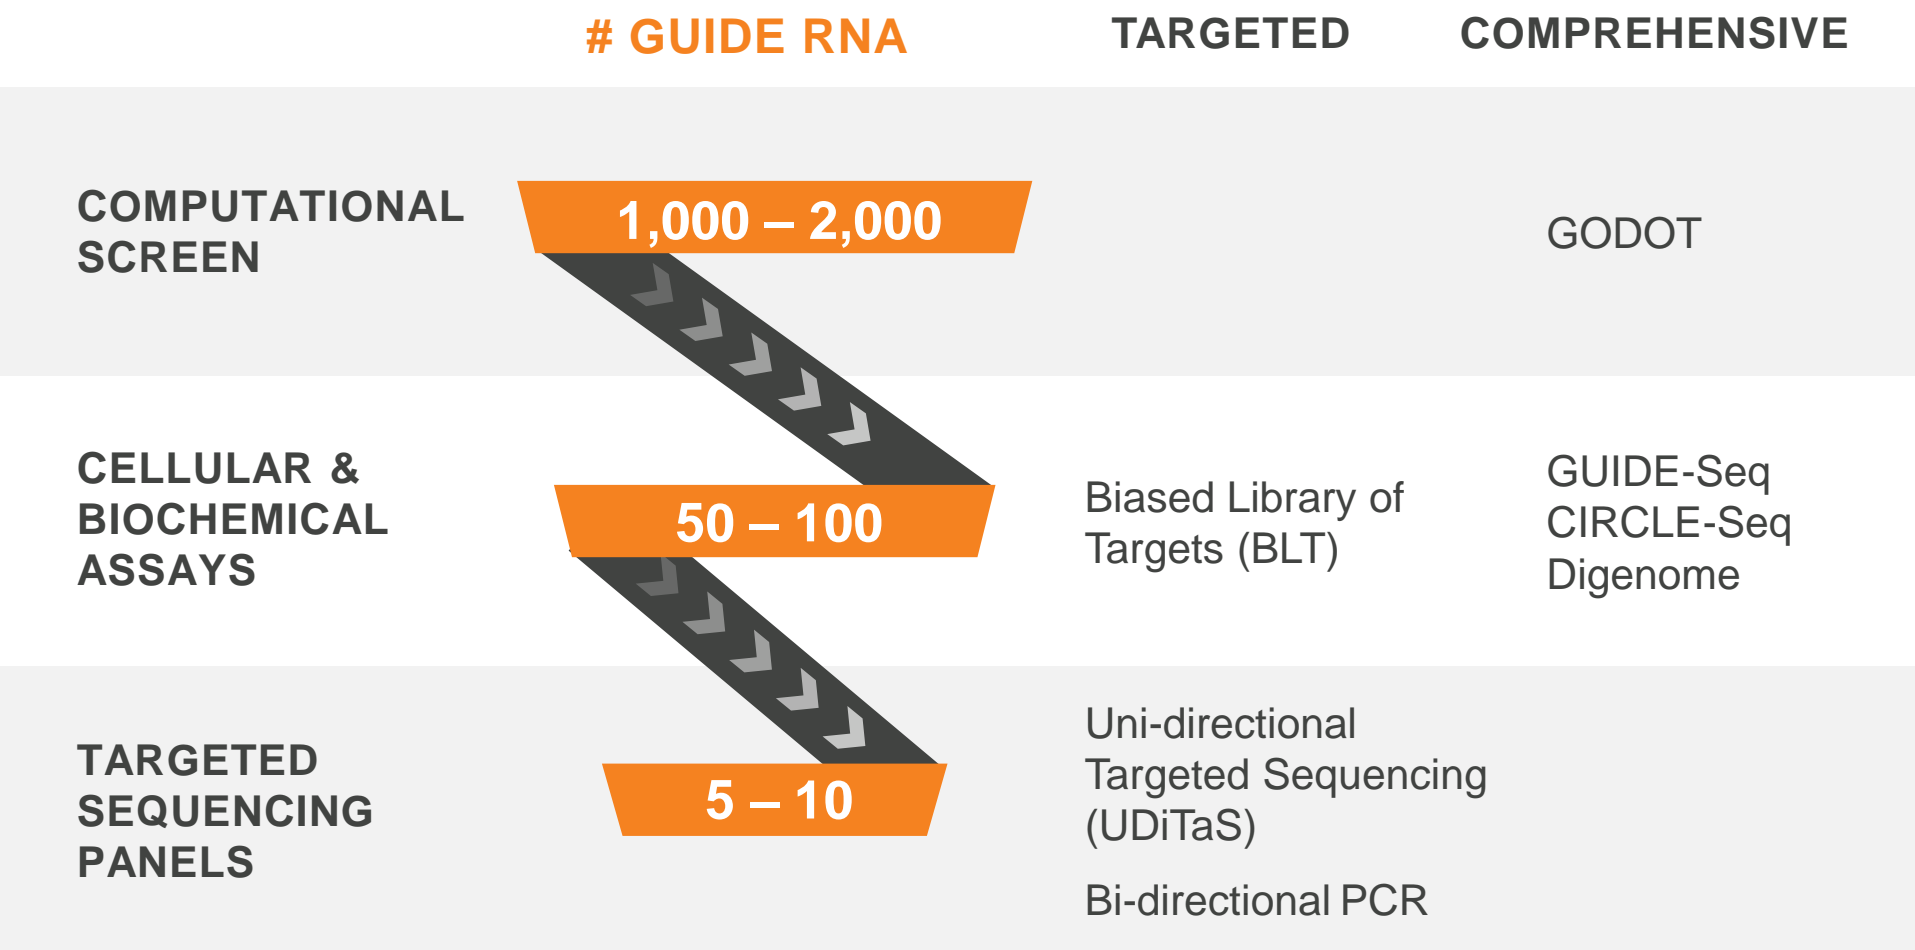 # GUIDE RNA
TARGETED
COMPREHENSIVE
COMPUTATIONAL
SCREEN
1,000 – 2,000
GODOT
CELLULAR &
BIOCHEMICAL
ASSAYS
50 – 100
Biased Library of
Targets (BLT)
GUIDE-Seq
CIRCLE-Seq
Digenome
TARGETED
SEQUENCING
PANELS
5 – 10
Uni-directional
Targeted Sequencing
(UDiTaS)
Bi-directional PCR